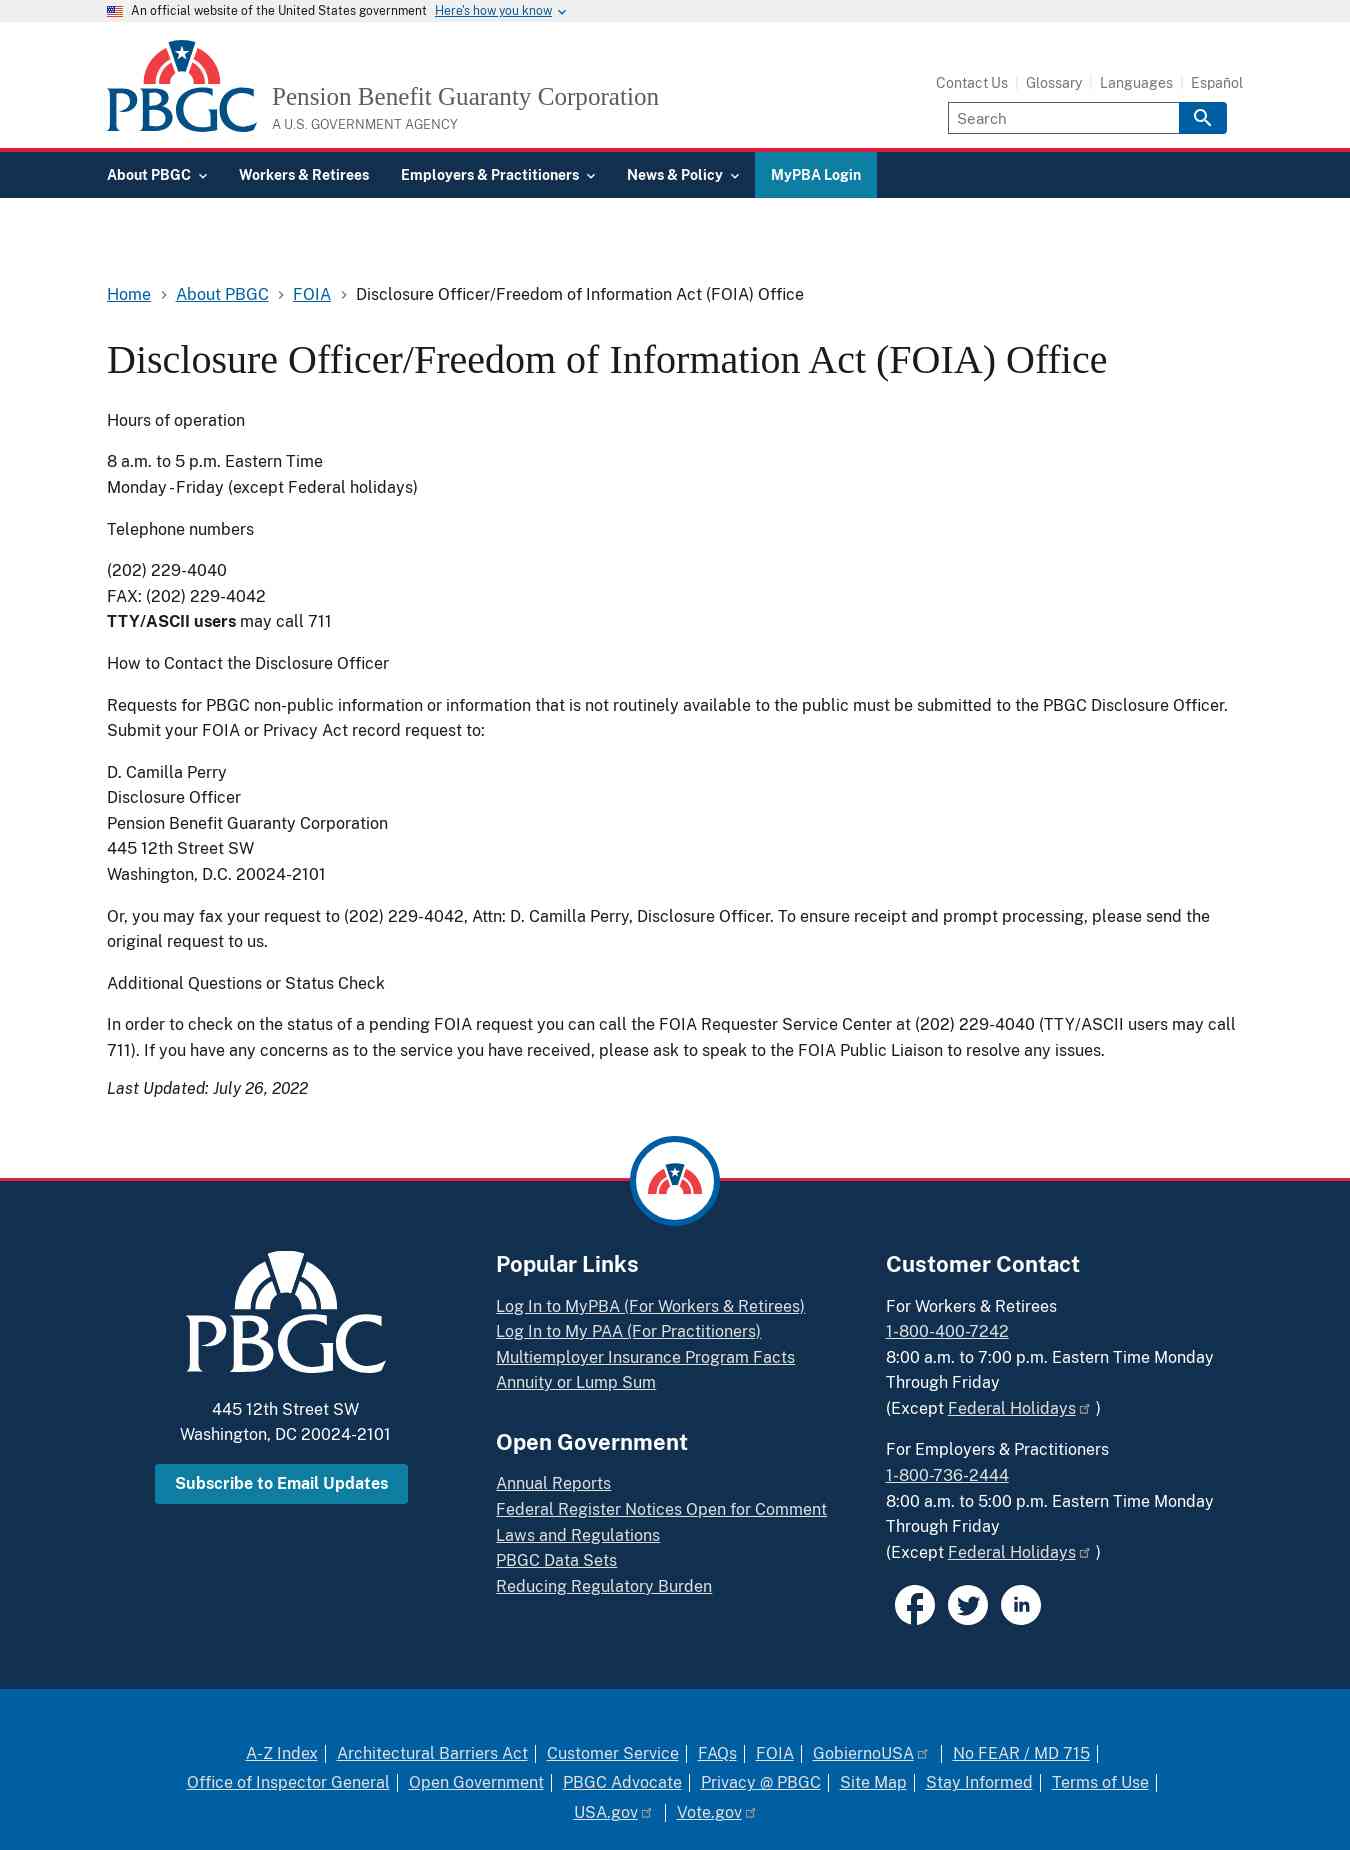 An official website of the United States government Here's how you know
PBGC
Pension Benefit Guaranty Corporation
A U.S. GOVERNMENT AGENCY
Contact Us Glossary Languages Español
Search
About PBGC Workers & Retirees Employers & Practitioners News & Policy MyPBA Login
Home About PBGC FOIA Disclosure Officer/Freedom of Information Act (FOIA) Office
Disclosure Officer/Freedom of Information Act (FOIA) Office
Hours of operation
8 a.m. to 5 p.m. Eastern Time
Monday - Friday (except Federal holidays)
Telephone numbers
(202) 229-4040
FAX: (202) 229-4042
TTY/ASCII users may call 711
How to Contact the Disclosure Officer
Requests for PBGC non-public information or information that is not routinely available to the public must be submitted to the PBGC Disclosure Officer.
Submit your FOIA or Privacy Act record request to:
D. Camilla Perry
Disclosure Officer
Pension Benefit Guaranty Corporation
445 12th Street SW
Washington, D.C. 20024-2101
Or, you may fax your request to (202) 229-4042, Attn: D. Camilla Perry, Disclosure Officer. To ensure receipt and prompt processing, please send the
original request to us.
Additional Questions or Status Check
In order to check on the status of a pending FOIA request you can call the FOIA Requester Service Center at (202) 229-4040 (TTY/ASCII users may call
711). If you have any concerns as to the service you have received, please ask to speak to the FOIA Public Liaison to resolve any issues.
Last Updated: July 26, 2022
PBGC
445 12th Street SW
Washington, DC 20024-2101
Subscribe to Email Updates
Popular Links
Log In to MyPBA (For Workers & Retirees)
Log In to My PAA (For Practitioners)
Multiemployer Insurance Program Facts
Annuity or Lump Sum
Open Government
Annual Reports
Federal Register Notices Open for Comment
Laws and Regulations
PBGC Data Sets
Reducing Regulatory Burden
Customer Contact
For Workers & Retirees
1-800-400-7242
8:00 a.m. to 7:00 p.m. Eastern Time Monday
Through Friday
(Except Federal Holidays )
For Employers & Practitioners
1-800-736-2444
8:00 a.m. to 5:00 p.m. Eastern Time Monday
Through Friday
(Except Federal Holidays )
in
A-Z Index Architectural Barriers Act Customer Service FAQs FOIA GobiernoUSA No FEAR / MD 715
Office of Inspector General Open Government PBGC Advocate Privacy @ PBGC Site Map Stay Informed Terms of Use
USA.gov Vote.gov